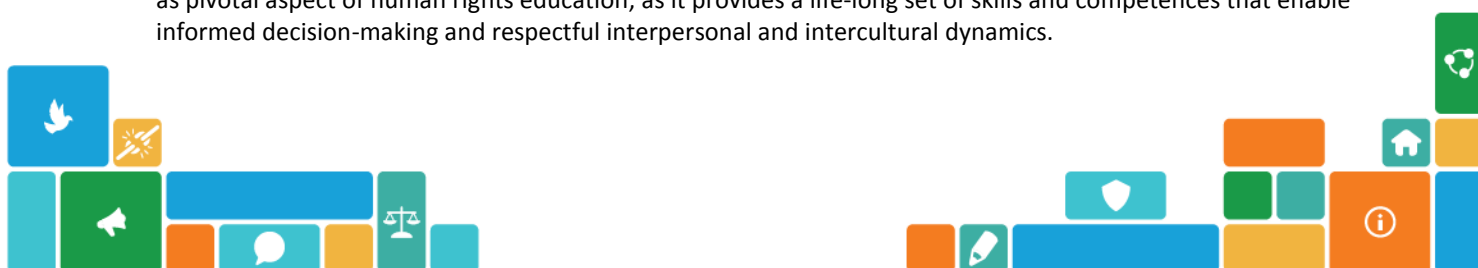 as pivotal aspect of human rights education, as it provides a life-long set of skills and competences that enable
informed decision-making and respectful interpersonal and intercultural dynamics.